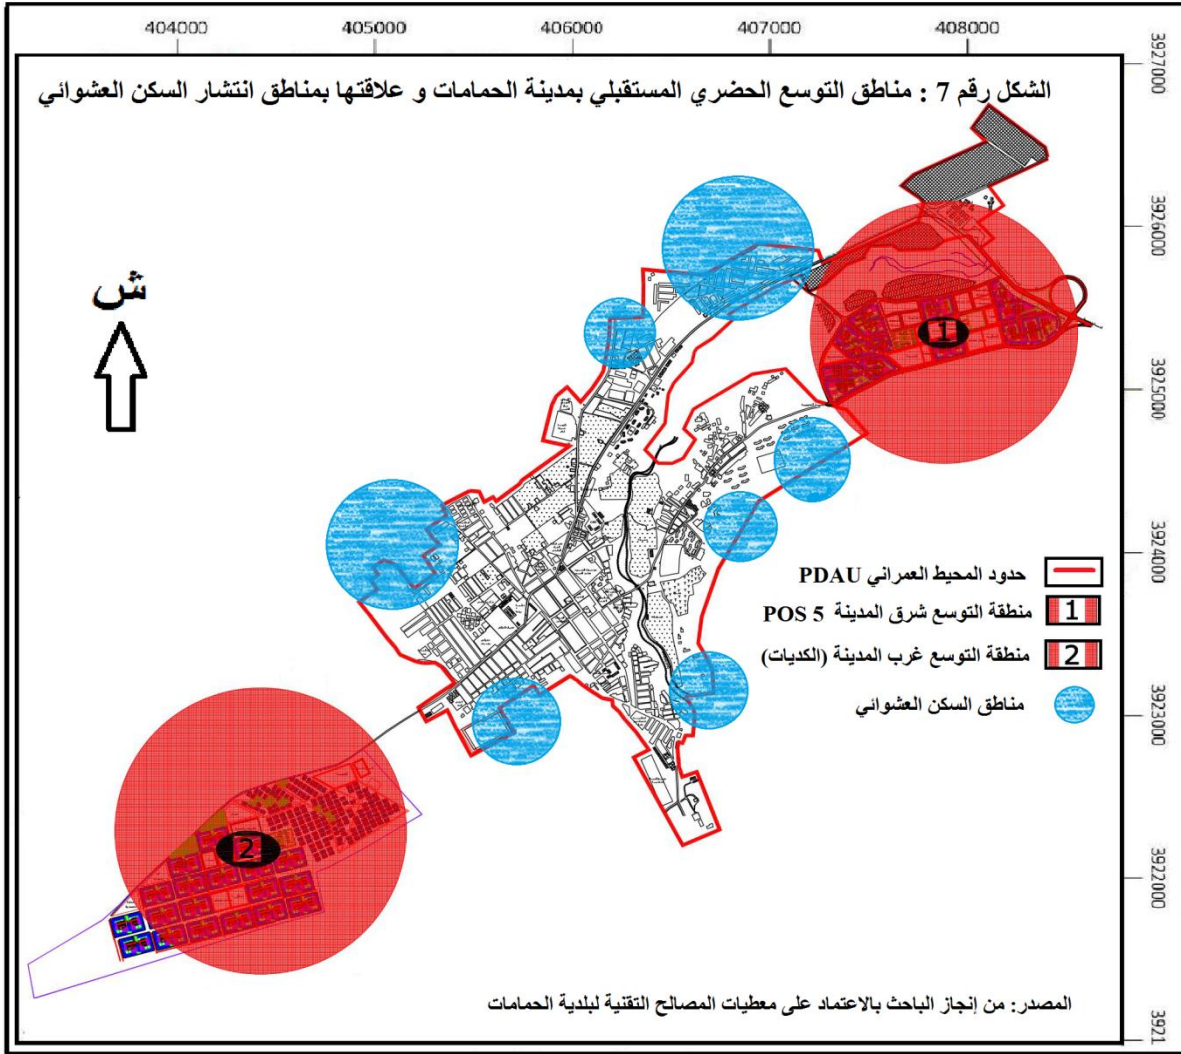 404000 405000 406000 407000 408000
الشكل رقم 7 : مناطق التوسع الحضري المستقبلي بمدينة الحمامات و علاقتها بمناطق انتشار السكن العشوائي
3927000
3926000
3925000
3924000
3923000
3922000
3921
ش
1
2
حدود المحيط العمراني PDAU
1 منطقة التوسع شرق المدينة POS 5
2 منطقة التوسع غرب المدينة (الكديات)
مناطق السكن العشوائي
المصدر: من إنجاز الباحث بالاعتماد على معطيات المصالح التقنية لبلدية الحمامات